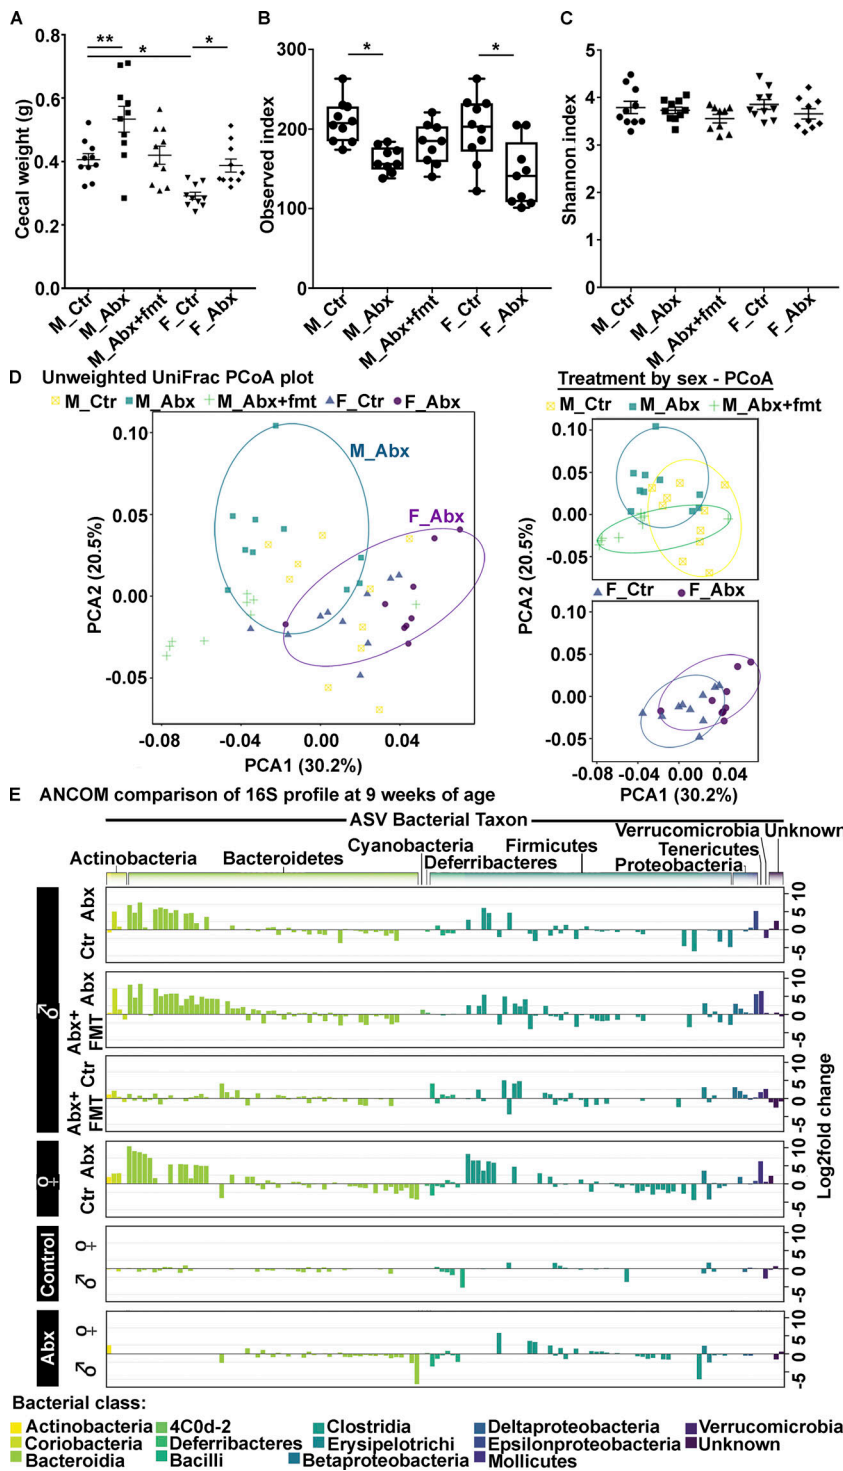 A
B
C
** *
* 
*
*
0.8
0.6
0.4
0.2
0.0
Cecal weight (g)
M_Ctr
M_Abx
M_Abx+fmt
F_Ctr
F_Abx
300
200
100
0
Observed index
M_Ctr
M_Abx
M_Abx+fmt
F_Ctr
F_Abx
5
4
3
2
1
0
Shannon index
M_Ctr
M_Abx
M_Abx+fmt
F_Ctr
F_Abx
D Unweighted UniFrac PCoA plot
M_Ctr M_Abx M_Abx+fmt F_Ctr F_Abx
0.10
0.05
0.00
-0.05
PCA2 (20.5%)
M_Abx
F_Abx
-0.08 -0.04 0.00 0.04
PCA1 (30.2%)
Treatment by sex - PCoA
M_Ctr M_Abx M_Abx+fmt
0.10
0.05
0.00
-0.05
PCA2 (20.5%)
F_Ctr F_Abx
0.10
0.05
0.00
-0.05
-0.08 -0.04 0.00 0.04
PCA1 (30.2%)
E ANCOM comparison of 16S profile at 9 weeks of age
ASV Bacterial Taxon
Actinobacteria
Bacteroidetes
Cyanobacteria
Deferribacteres
Firmicutes
Verrucomicrobia
Tenericutes
Proteobacteria
Unknown
♂
Ctr Abx
-5 0 5 10
Abx+
FMT Abx
-5 0 5 10
Abx+
FMT Ctr
-5 0 5 10
♀
Ctr Abx
-5 0 5 10
Control
♂ ♀
-5 0 5 10
Abx
♂ ♀
-5 0 5 10
Log2fold change
Bacterial class:
Actinobacteria 4C0d-2 Clostridia Deltaproteobacteria Verrucomicrobia
Coriobacteria Deferribacteres Erysipelotrichi Epsilonproteobacteria Unknown
Bacteroidia Bacilli Betaproteobacteria Mollicutes